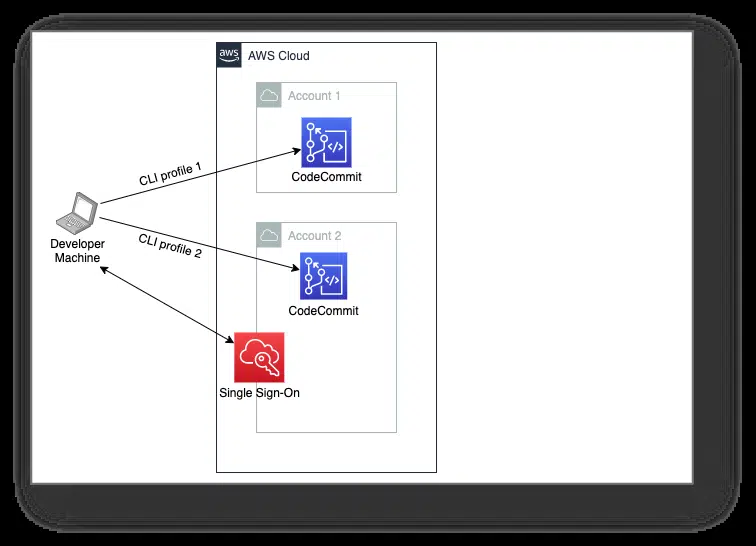 aws
AWS Cloud
Account 1
CodeCommit
CLI profile 1
Developer
Machine
CLI profile 2
Account 2
CodeCommit
Single Sign-On